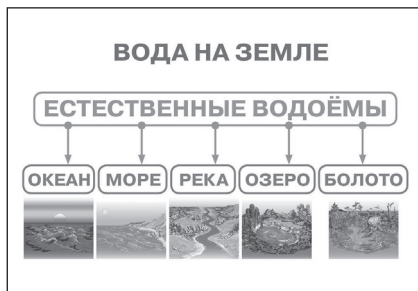 ВОДА НА ЗЕМЛЕ
ЕСТЕСТВЕННЫЕ ВОДОЁМЫ
ОКЕАН МОРЕ РЕКА ОЗЕРО БОЛОТО